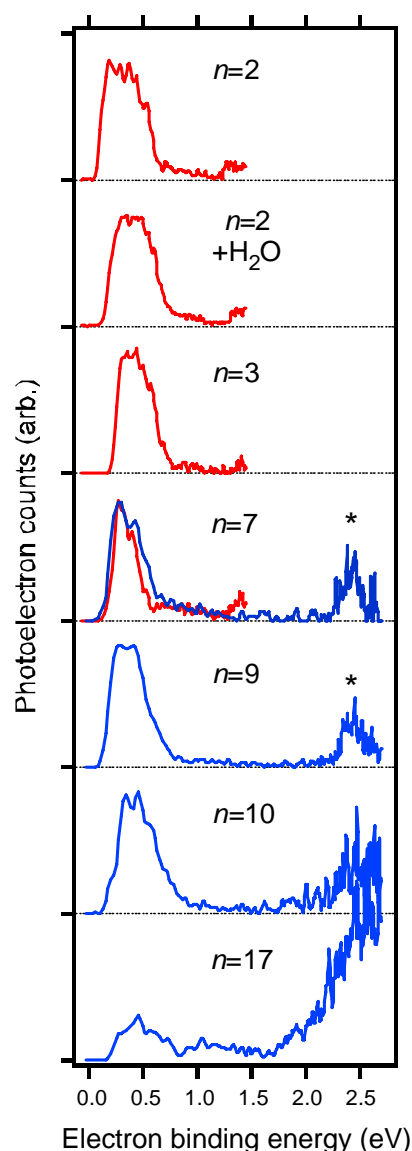 n=2
n=2
+H₂O
n=3
n=7
*
n=9
*
n=10
n=17
Photoelectron counts (arb.)
0.0 0.5 1.0 1.5 2.0 2.5
Electron binding energy (eV)